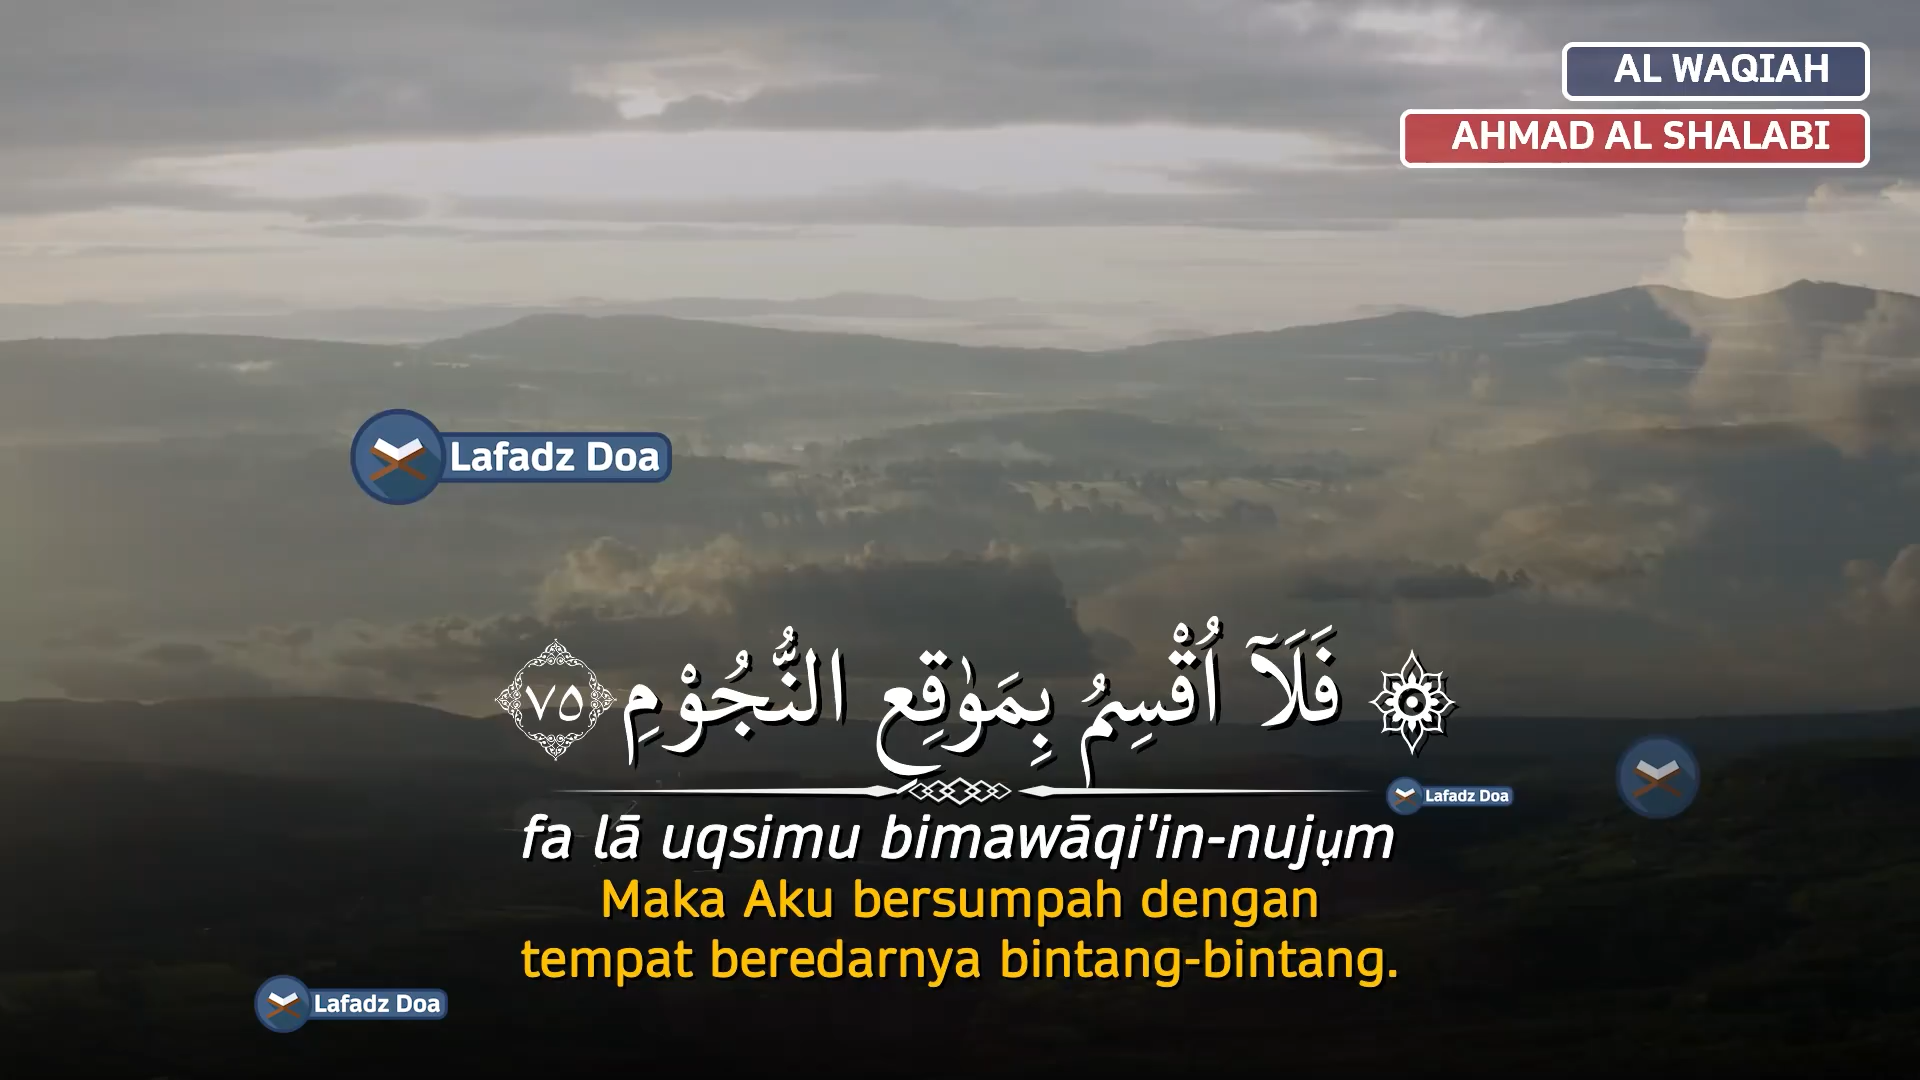 AL WAQIAH
AHMAD AL SHALABI
Lafadz Doa
۞ فَلَآ اُقْسِمُ بِمَوٰقِعِ النُّجُوْمِ ٧٥
Lafadz Doa
fa lā uqsimu bimawāqi'in-nujụm
Maka Aku bersumpah dengan
tempat beredarnya bintang-bintang.
Lafadz Doa